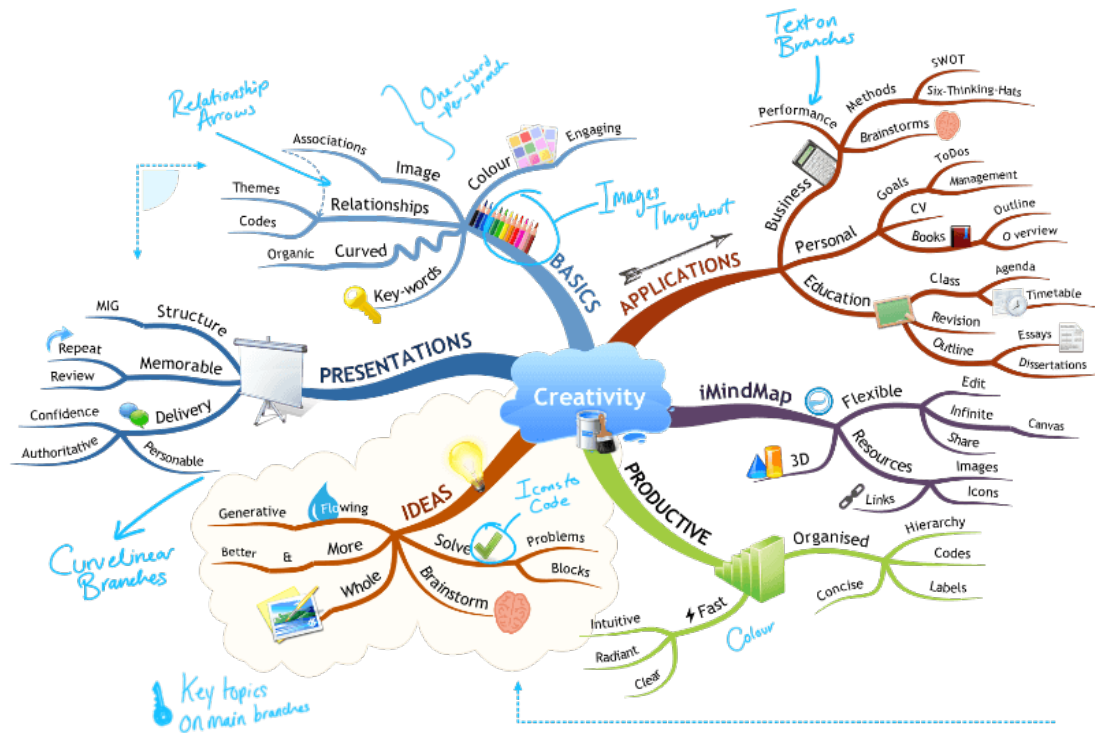 Creativity
BASICS
Colour
Engaging
Image
Associations
Relationships
Themes
Codes
Curved
Organic
Key-words
APPLICATIONS
Business
Performance
Methods
SWOT
Six-Thinking-Hats
Brainstorms
Personal
Goals
ToDos
Management
CV
Books
Outline
O verview
Education
Class
Agenda
Timetable
Revision
Outline
Essays
Dissertations
iMindMap
Flexible
Edit
Infinite
Canvas
Share
Resources
Images
Icons
Links
3D
PRODUCTIVE
Organised
Hierarchy
Codes
Labels
Concise
Fast
Intuitive
Radiant
Clear
IDEAS
Flowing
Generative
More
&
Better
Whole
Solve
Problems
Blocks
Brainstorm
PRESENTATIONS
Structure
MIG
Memorable
Repeat
Review
Delivery
Confidence
Authoritative
Personable
Relationship
Arrows
One-word
-per-branch
Text on
Branches
Images
Throughout
Icons to
Code
Curvelinear
Branches
Colour
Key topics
on main branches